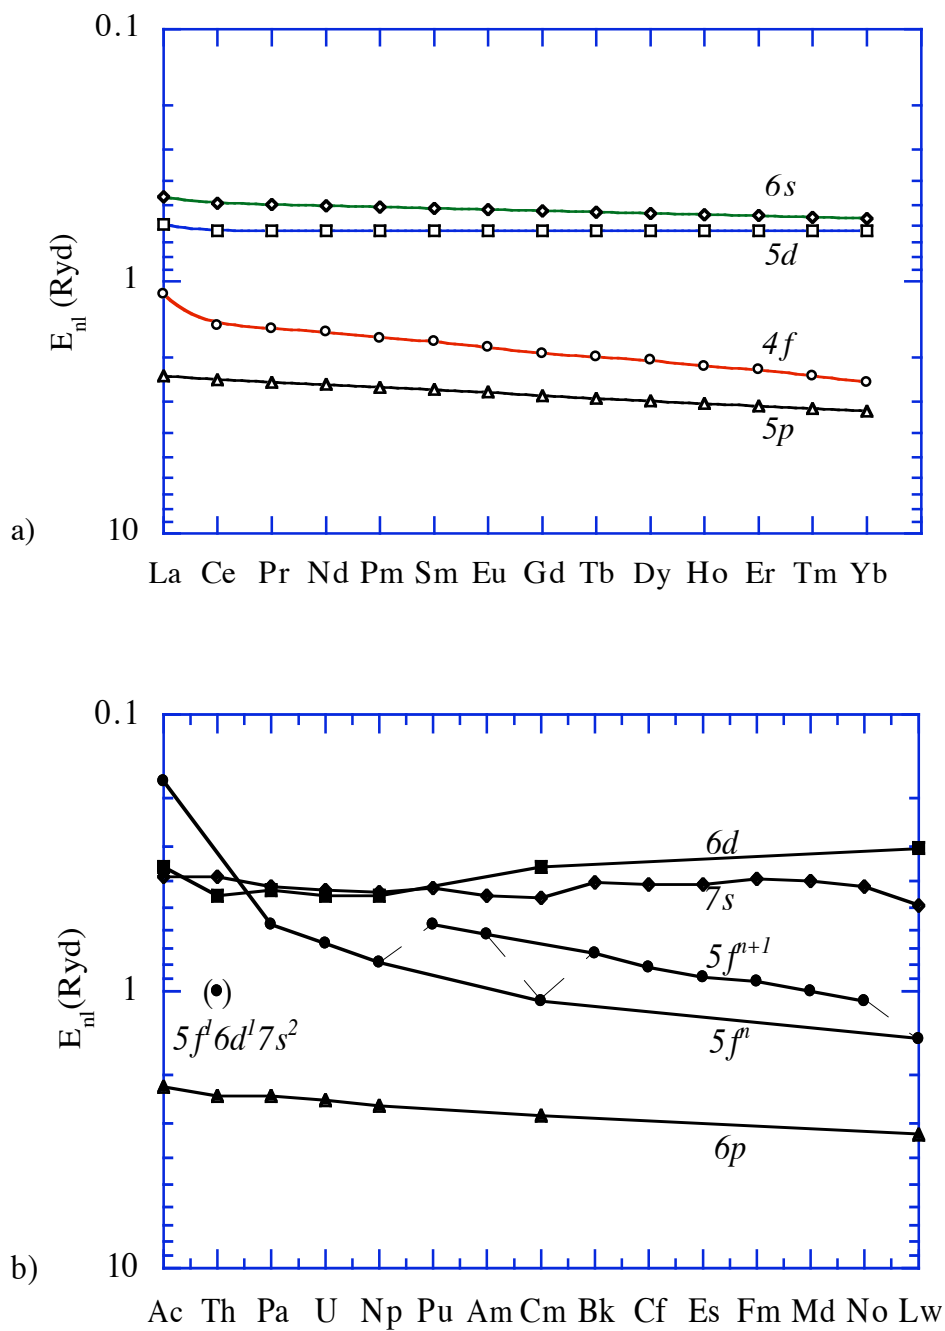 0.1
6s
5d
E_nl (Ryd)
1
4f
5p
a)
10
La Ce Pr Nd Pm Sm Eu Gd Tb Dy Ho Er Tm Yb
0.1
6d
7s
E_nl (Ryd)
5f^n+1
1
( )
5f^1 6d^1 7s^2
5f^n
6p
b)
10
Ac Th Pa U Np Pu Am Cm Bk Cf Es Fm Md No Lw